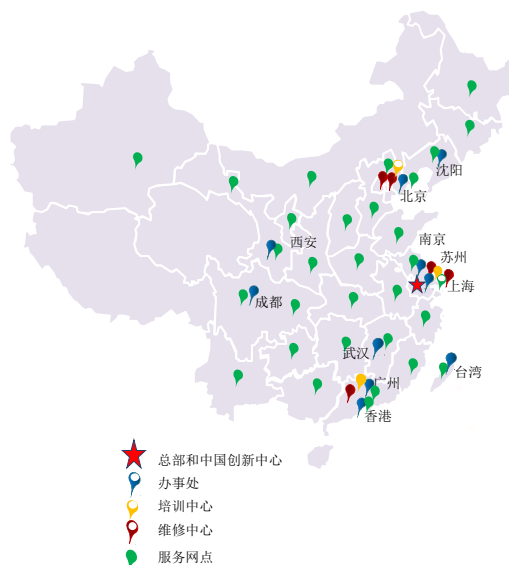 沈阳
北京
南京
西安
苏州
上海
成都
武汉
台湾
广州
香港
总部和中国创新中心
办事处
培训中心
维修中心
服务网点